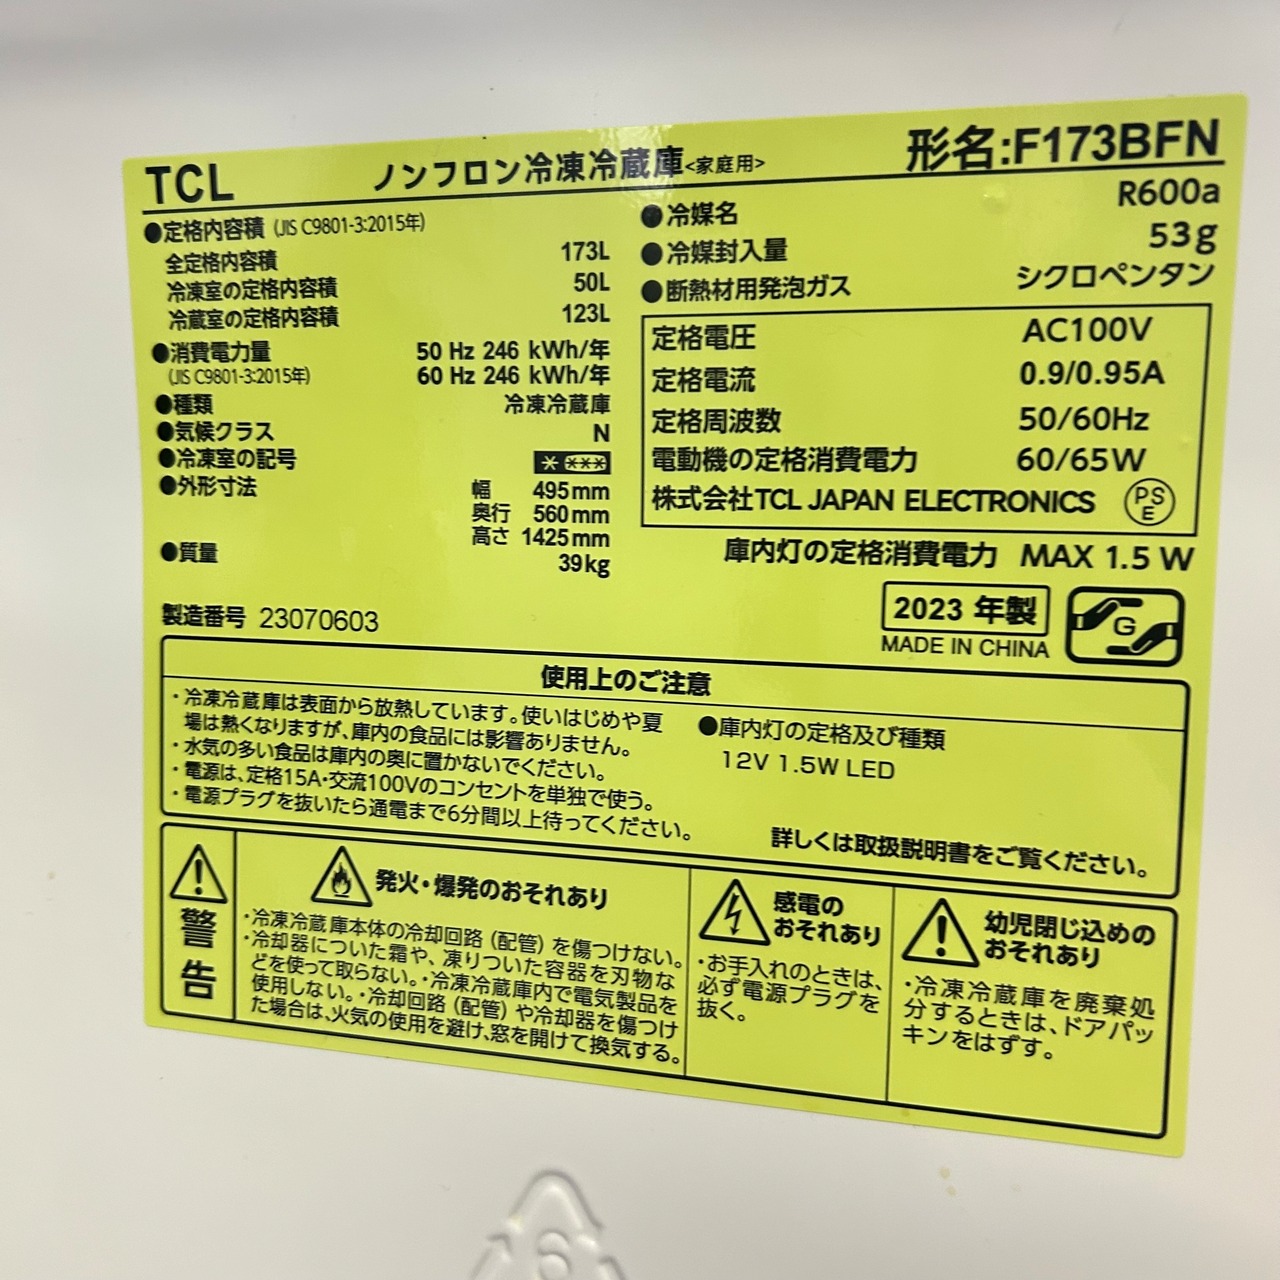 TCL ノンフロン冷凍冷蔵庫<家庭用> 形名:F173BFN
●定格内容積 (JIS C9801-3:2015年)
全定格内容積 173L
冷凍室の定格内容積 50L
冷蔵室の定格内容積 123L
●消費電力量 50 Hz 246 kWh/年
(JIS C9801-3:2015年) 60 Hz 246 kWh/年
●種類 冷凍冷蔵庫
●気候クラス N
●冷凍室の記号 * ***
●外形寸法 幅 495mm
奥行 560mm
高さ 1425mm
●質量 39kg
製造番号 23070603
●冷媒名 R600a
●冷媒封入量 53g
●断熱材用発泡ガス シクロペンタン
定格電圧 AC100V
定格電流 0.9/0.95A
定格周波数 50/60Hz
電動機の定格消費電力 60/65W
株式会社TCL JAPAN ELECTRONICS PSE
庫内灯の定格消費電力 MAX 1.5 W
2023 年製
MADE IN CHINA
G
使用上のご注意
・冷凍冷蔵庫は表面から放熱しています。使いはじめや夏
場は熱くなりますが、庫内の食品には影響ありません。
・水気の多い食品は庫内の奥に置かないでください。
・電源は、定格15A・交流100Vのコンセントを単独で使う。
・電源プラグを抜いたら通電まで6分間以上待ってください。
●庫内灯の定格及び種類
12V 1.5W LED
詳しくは取扱説明書をご覧ください。
警告
発火・爆発のおそれあり
・冷凍冷蔵庫本体の冷却回路(配管)を傷つけない。
・冷却器についた霜や、凍りついた容器を刃物な
どを使って取らない。・冷凍冷蔵庫内で電気製品を
使用しない。・冷却回路(配管)や冷却器を傷つけ
た場合は、火気の使用を避け、窓を開けて換気する。
感電の
おそれあり
・お手入れのときは、
必ず電源プラグを
抜く。
幼児閉じ込めの
おそれあり
・冷凍冷蔵庫を廃棄処
分するときは、ドアパッ
キンをはずす。
6